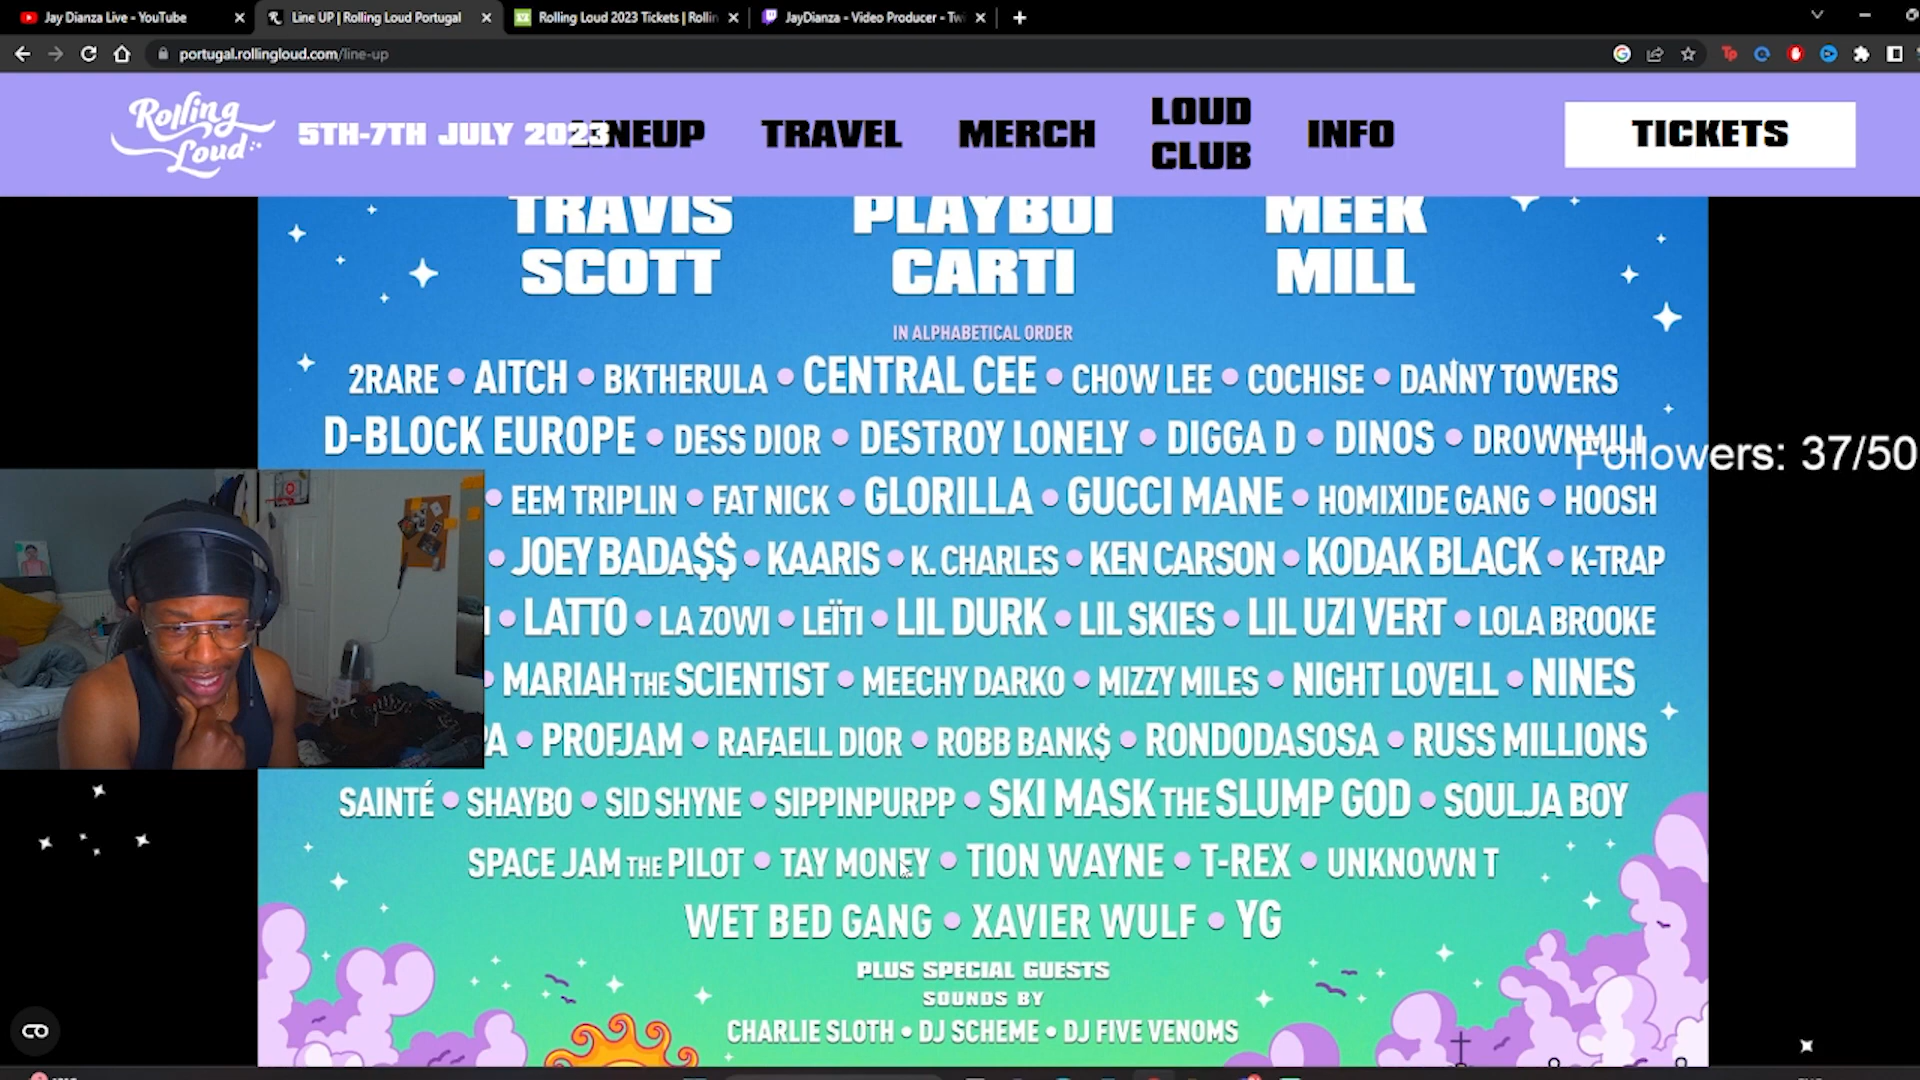 Jay Dianza Live - YouTube
Line UP | Rolling Loud Portugal
Rolling Loud 2023 Tickets | Rollin
JayDianza - Video Producer - Tw
portugal.rollingloud.com/line-up
Rolling Loud
5TH-7TH JULY 2023
LINEUP
TRAVEL
MERCH
LOUD CLUB
INFO
TICKETS
TRAVIS SCOTT
PLAYBOI CARTI
MEEK MILL
IN ALPHABETICAL ORDER
2RARE • AITCH • BKTHERULA • CENTRAL CEE • CHOW LEE • COCHISE • DANNY TOWERS
D-BLOCK EUROPE • DESS DIOR • DESTROY LONELY • DIGGA D • DINOS • DROWNMILI
Followers: 37/50
• EEM TRIPLIN • FAT NICK • GLORILLA • GUCCI MANE • HOMIXIDE GANG • HOOSH
• JOEY BADA$$ • KAARIS • K. CHARLES • KEN CARSON • KODAK BLACK • K-TRAP
I • LATTO • LA ZOWI • LEÏTI • LIL DURK • LIL SKIES • LIL UZI VERT • LOLA BROOKE
• MARIAH THE SCIENTIST • MEECHY DARKO • MIZZY MILES • NIGHT LOVELL • NINES
PA • PROFJAM • RAFAELL DIOR • ROBB BANK$ • RONDODASOSA • RUSS MILLIONS
SAINTÉ • SHAYBO • SID SHYNE • SIPPINPURPP • SKI MASK THE SLUMP GOD • SOULJA BOY
SPACE JAM THE PILOT • TAY MONEY • TION WAYNE • T-REX • UNKNOWN T
WET BED GANG • XAVIER WULF • YG
PLUS SPECIAL GUESTS
SOUNDS BY
CHARLIE SLOTH • DJ SCHEME • DJ FIVE VENOMS